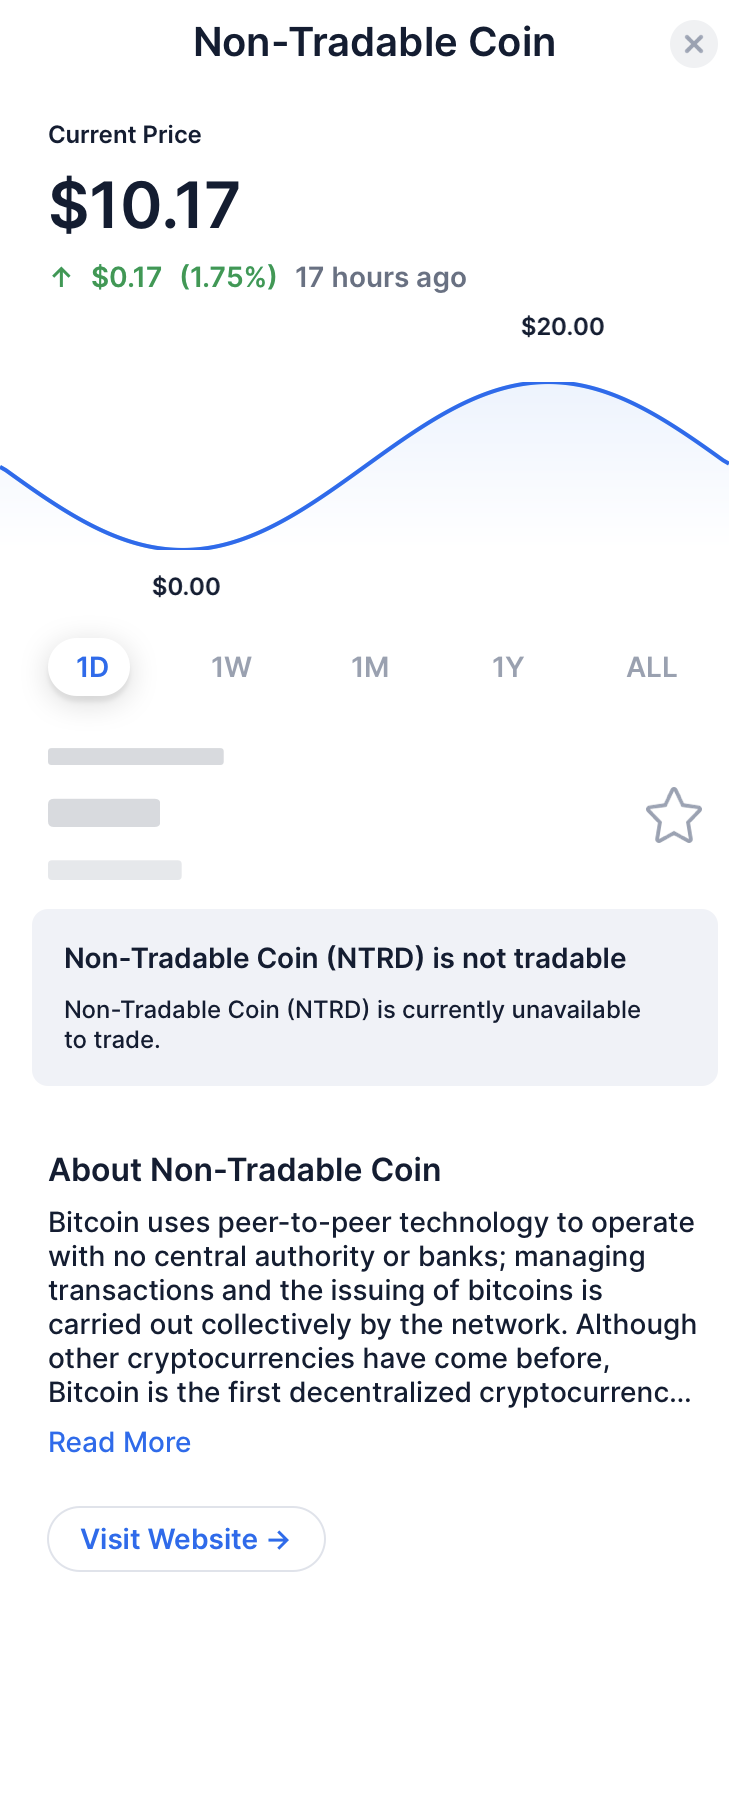 Non-Tradable Coin
Current Price
$10.17
↑ $0.17 (1.75%) 17 hours ago
$20.00
$0.00
1D 1W 1M 1Y ALL
Non-Tradable Coin (NTRD) is not tradable
Non-Tradable Coin (NTRD) is currently unavailable
to trade.
About Non-Tradable Coin
Bitcoin uses peer-to-peer technology to operate
with no central authority or banks; managing
transactions and the issuing of bitcoins is
carried out collectively by the network. Although
other cryptocurrencies have come before,
Bitcoin is the first decentralized cryptocurrenc...
Read More
Visit Website →